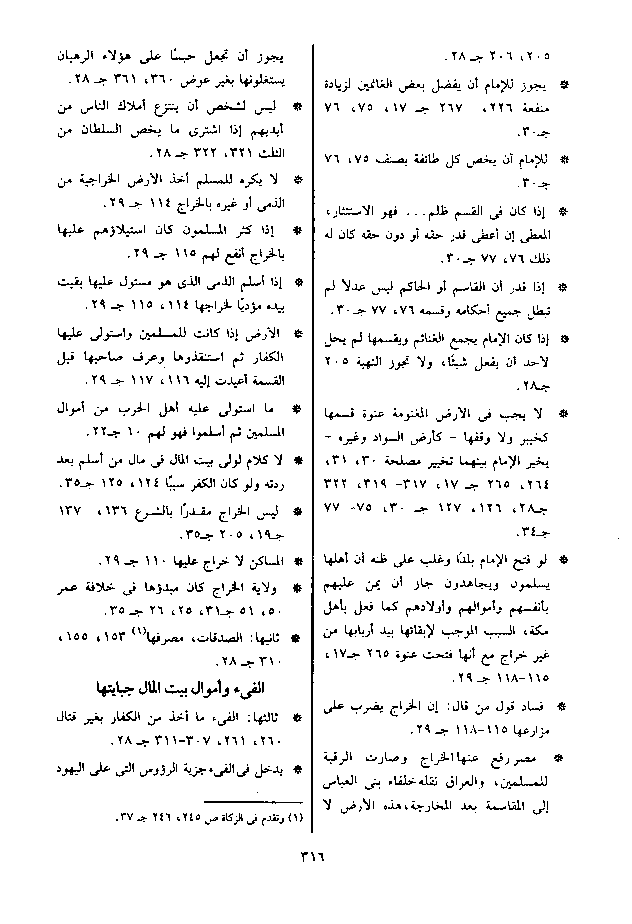 ٢٠٥، ٢٠٦ جـ ٢٨.
* يجوز للإمام أن يفضل بعض الغانمين لزيادة
منفعة ٢٢٦، ٢٦٧ جـ ١٧، ٧٥، ٧٦
جـ ٣٠.
* للإمام أن يخص كل طائفة بصنف ٧٥، ٧٦
جـ ٣٠.
* إذا كان فى القسم ظلم... فهو الاستئثار،
المعطى إن أعطى قدر حقه أو دون حقه كان له
ذلك ٧٦، ٧٧ جـ ٣٠.
* إذا قدر أن القاسم أو الحاكم ليس عدلاً لم
تبطل جميع أحكامه وقسمه ٧٦، ٧٧ جـ ٣٠.
* إذا كان الإمام يجمع الغنائم ويقسمها لم يحل
لأحد أن يغل شيئًا، ولا تجوز النهبة ٢٠٥
جـ ٢٨.
* لا يجب فى الأرض المغنومة عنوة قسمها
كخيبر ولا وقفها – كأرض السواد وغيره –
يخير الإمام بينهما تخيير مصلحة ٣٠، ٣١،
٢٦٤، ٢٦٥ جـ ١٧، ٣١٧– ٣١٩، ٣٢٢
جـ ٢٨، ١٢٦، ١٢٧ جـ ٣٠، ٧٥– ٧٧
جـ ٣٤.
* لو فتح الإمام بلدًا وغلب على ظنه أن أهلها
يسلمون ويجاهدون جاز أن يمن عليهم
بأنفسهم وأموالهم وأولادهم كما فعل بأهل
مكة، السبب الموجب لإبقائها بيد أربابها من
غير خراج مع أنها فتحت عنوة ٢٦٥ جـ ١٧،
١١٥–١١٨ جـ ٢٩.
* فساد قول من قال: إن الخراج يضرب على
مزارعها ١١٥–١١٨ جـ ٢٩.
* مصر رفع عنها الخراج وصارت الرقبة
للمسلمين، والعراق نقله خلفاء بنى العباس
إلى المقاسمة بعد المخارجة، هذه الأرض لا
يجوز أن تجعل حبسًا على هؤلاء الرهبان
يستغلونها بغير عوض ٣٦٠، ٣٦١ جـ ٢٨.
* ليس لشخص أن ينتزع أملاك الناس من
أيديهم إذا اشترى ما يخص السلطان من
الثلث ٣٢١، ٣٢٢ جـ ٢٨.
* لا يكره للمسلم أخذ الأرض الخراجية من
الذمى أو غيره بالخراج ١١٤ جـ ٢٩.
* إذا كثر المسلمون كان استيلاؤهم عليها
بالخراج أنفع لهم ١١٥ جـ ٢٩.
* إذا أسلم الذمى الذى هو مستول عليها بقيت
بيده مؤديًا لخراجها ١١٤، ١١٥ جـ ٢٩.
* الأرض إذا كانت للمسلمين واستولى عليها
الكفار ثم استنقذوها وعرف صاحبها قبل
القسمة أعيدت إليه ١١٦، ١١٧ جـ ٢٩.
* ما استولى عليه أهل الحرب من أموال
المسلمين ثم أسلموا فهو لهم ١٠ جـ ٢٢.
* لا كلام لولى بيت المال فى مال من أسلم بعد
ردته ولو كان الكفر سببًا ١٢٤، ١٢٥ جـ ٣٥.
* ليس الخراج مقدرًا بالشرع ١٣٦، ١٣٧
جـ ١٩، ٢٠٥ جـ ٣٥.
* المساكن لا خراج عليها ١١٠ جـ ٢٩.
* ولاية الخراج كان مبدؤها فى خلافة عمر
٥٠، ٥١ جـ ٣١، ٢٥، ٢٦ جـ ٣٥.
* ثانيها: الصدقات، مصرفها(١) ١٥٣، ١٥٥،
٣١٠ جـ ٢٨.
الفىء وأموال بيت المال جبايتها
* ثالثها: الفىء، ما أخذ من الكفار بغير قتال
٢٦٠، ٢٦١، ٣٠٧–٣١١ جـ ٢٨.
* يدخل فى الفىء جزية الرؤوس التى على اليهود
(١) وتقدم فى الزكاة ص ٢٤٥، ٢٤٦ جـ ٣٧.
٣١٦